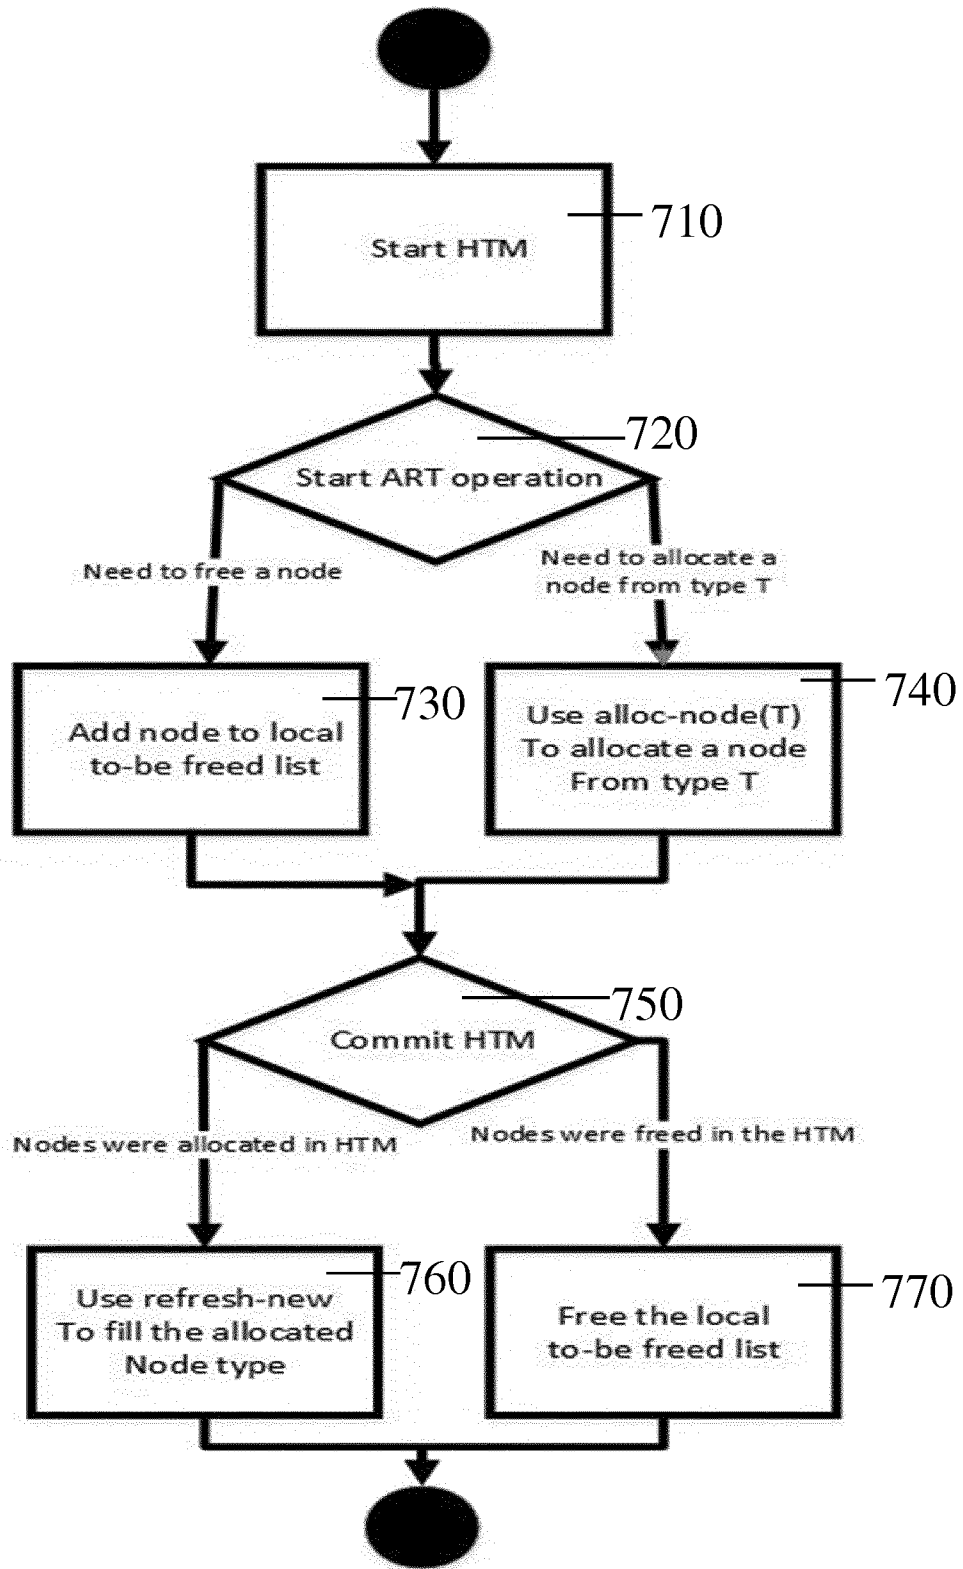 Start HTM
710
Start ART operation
720
Need to free a node
Need to allocate a
node from type T
Add node to local
to-be freed list
730
Use alloc-node(T)
To allocate a node
From type T
740
Commit HTM
750
Nodes were allocated in HTM
Nodes were freed in the HTM
Use refresh-new
To fill the allocated
Node type
760
Free the local
to-be freed list
770